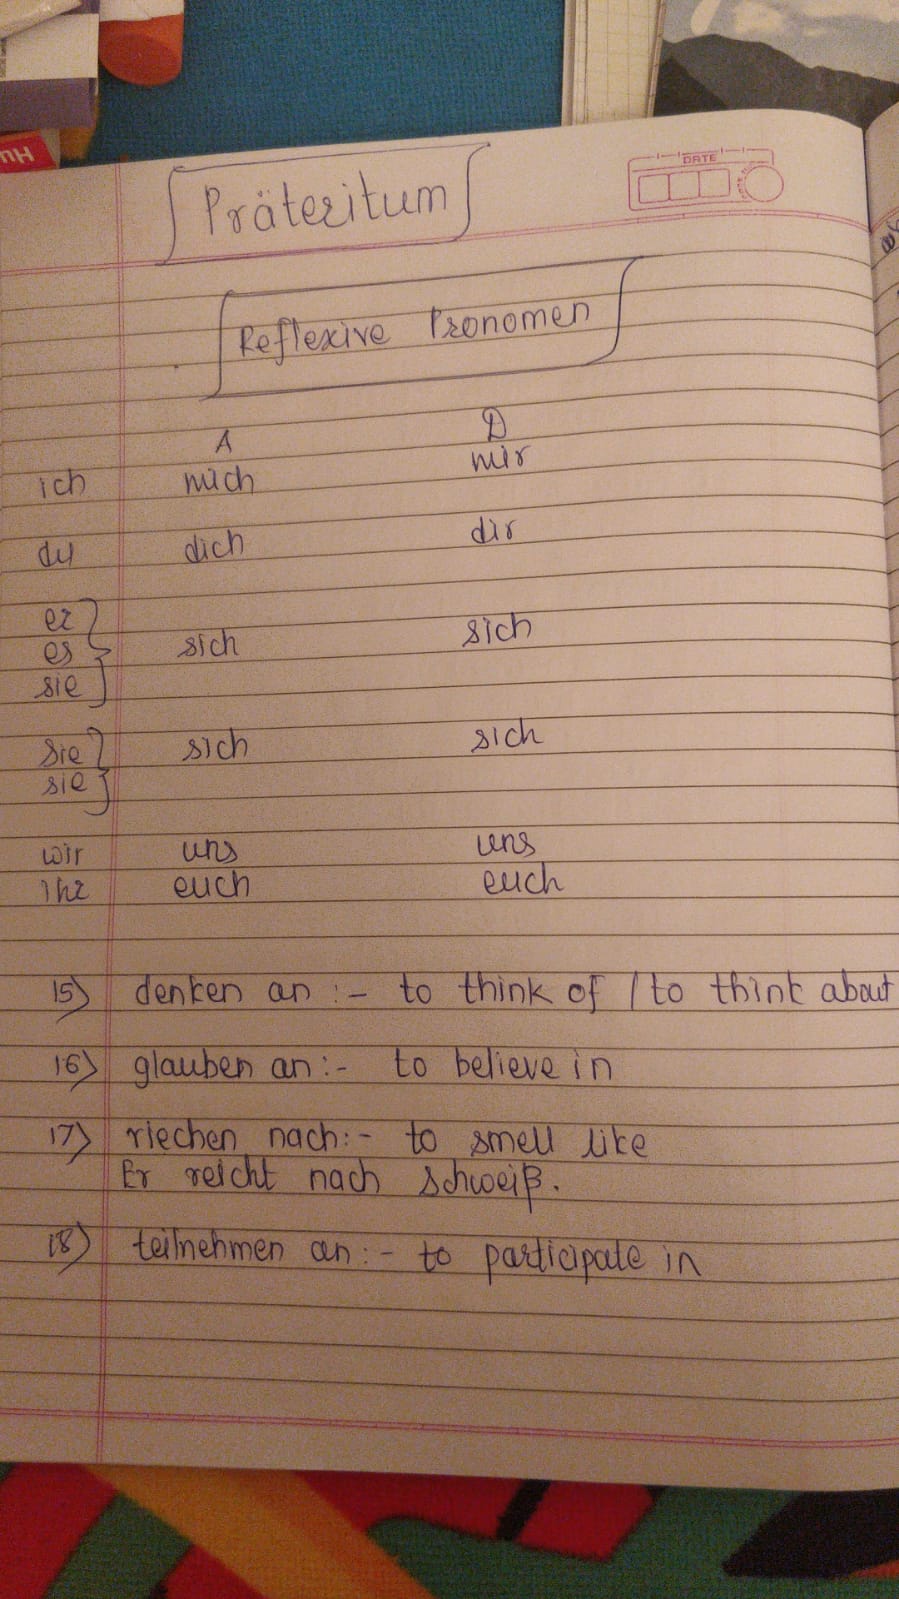 Präteritum
DATE
Reflexive Pronomen
A D
ich mich mir
du dich dir
er
es sich sich
sie
Sie sich sich
sie
wir uns uns
ihr euch euch
15) denken an :- to think of / to think about
16) glauben an :- to believe in
17) riechen nach :- to smell like
Er reicht nach Schweiß.
18) teilnehmen an :- to participate in